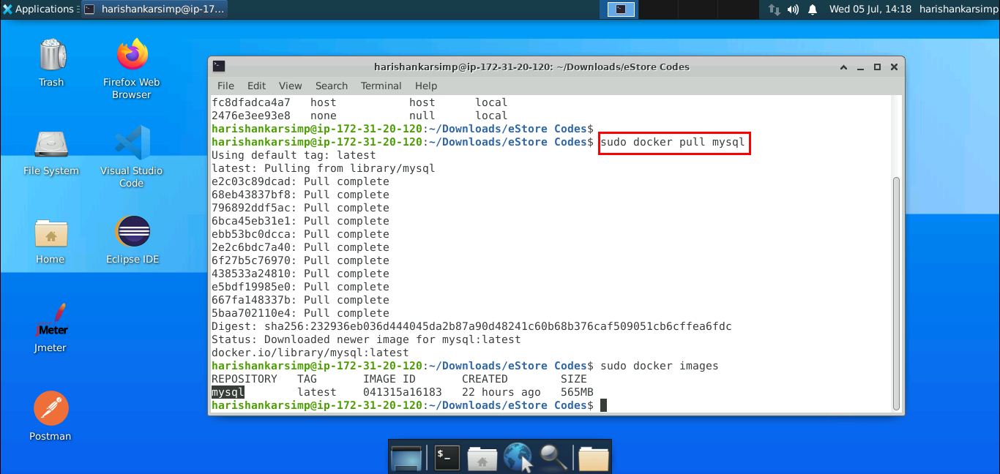 Applications harishankarsimp@ip-17... Wed 05 Jul, 14:18 harishankarsimp
Trash
Firefox Web
Browser
File System
Visual Studio
Code
Home
Eclipse IDE
JMeter
Jmeter
Postman
harishankarsimp@ip-172-31-20-120: ~/Downloads/eStore Codes
File Edit View Search Terminal Help
fc8dfadca4a7 host host local
2476e3ee93e8 none null local
harishankarsimp@ip-172-31-20-120:~/Downloads/eStore Codes$
harishankarsimp@ip-172-31-20-120:~/Downloads/eStore Codes$ sudo docker pull mysql
Using default tag: latest
latest: Pulling from library/mysql
e2c03c89dcad: Pull complete
68eb43837bf8: Pull complete
796892ddf5ac: Pull complete
6bca45eb31e1: Pull complete
ebb53bc0dcca: Pull complete
2e2c6bdc7a40: Pull complete
6f27b5c76970: Pull complete
438533a24810: Pull complete
e5bdf19985e0: Pull complete
667fa148337b: Pull complete
5baa702110e4: Pull complete
Digest: sha256:232936eb036d444045da2b87a90d48241c60b68b376caf509051cb6cffea6fdc
Status: Downloaded newer image for mysql:latest
docker.io/library/mysql:latest
harishankarsimp@ip-172-31-20-120:~/Downloads/eStore Codes$ sudo docker images
REPOSITORY TAG IMAGE ID CREATED SIZE
mysql latest 041315a16183 22 hours ago 565MB
harishankarsimp@ip-172-31-20-120:~/Downloads/eStore Codes$
$_